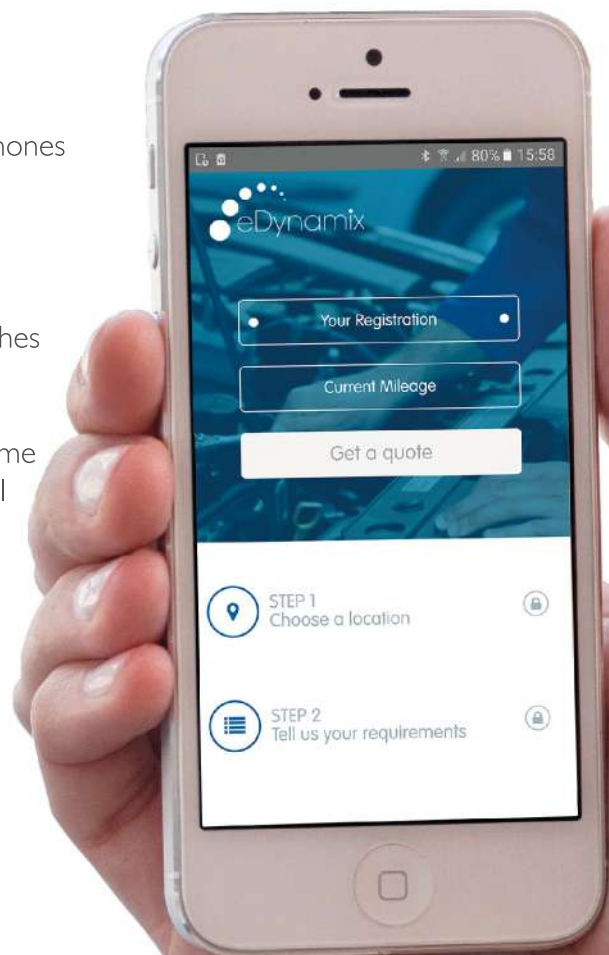 80% 15:58
eDynamix
Your Registration
Current Mileage
Get a quote
STEP 1
Choose a location
STEP 2
Tell us your requirements